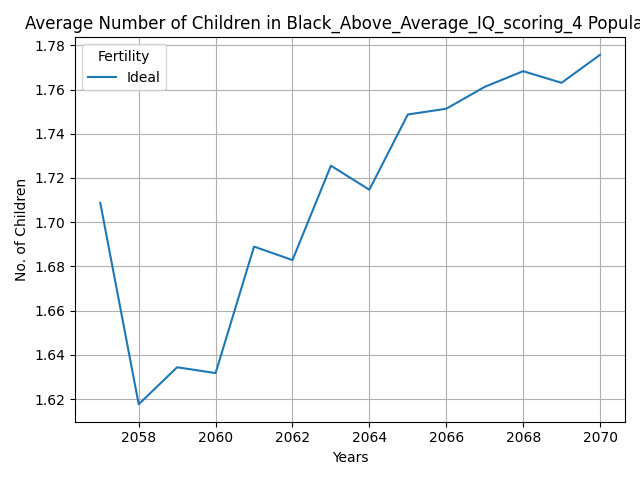 Average Number of Children in Black_Above_Average_IQ_scoring_4 Popula
1.78
1.76
1.74
1.72
1.70
1.68
1.66
1.64
1.62
Fertility
Ideal
No. of Children
2058 2060 2062 2064 2066 2068 2070
Years